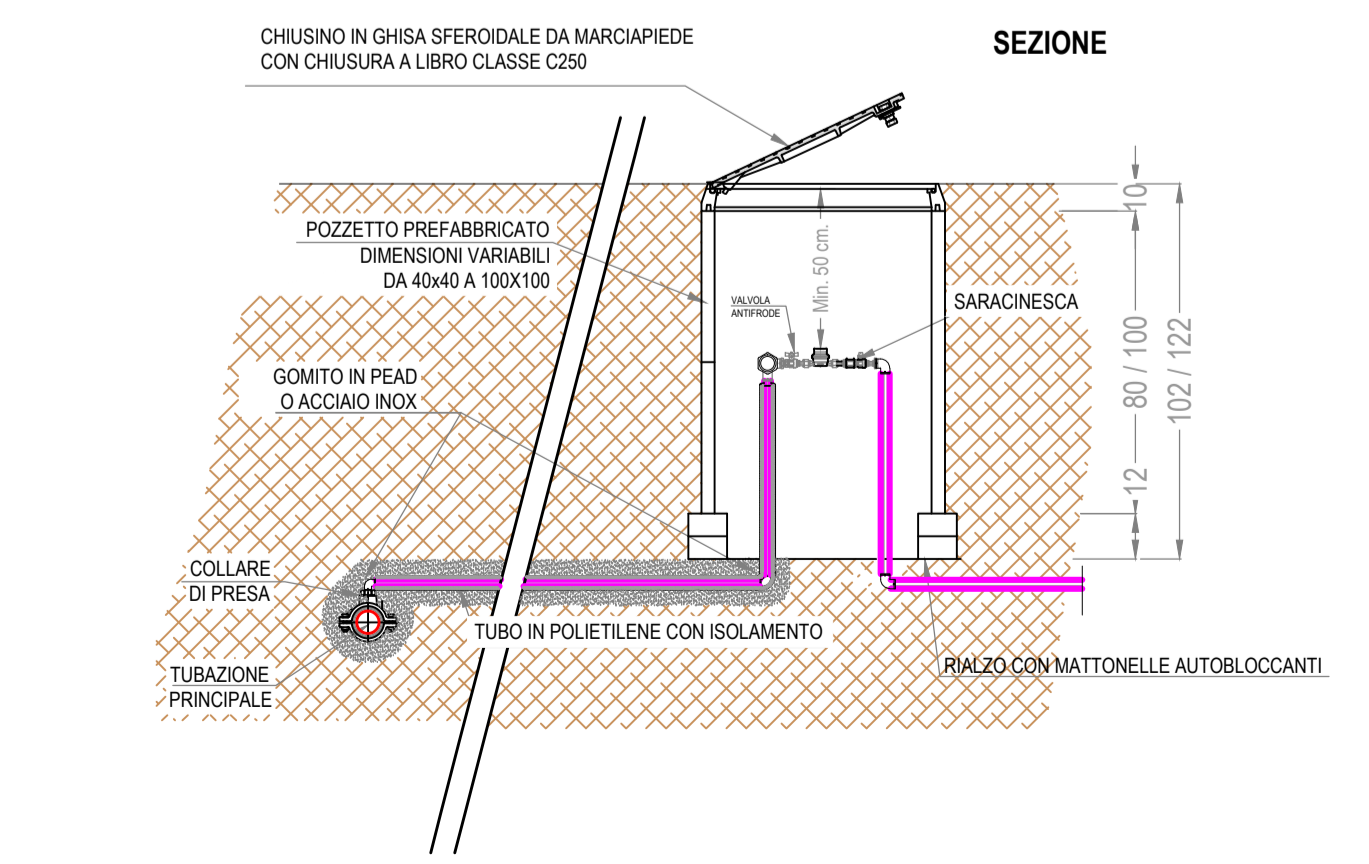 CHIUSINO IN GHISA SFEROIDALE DA MARCIAPIEDE
CON CHIUSURA A LIBRO CLASSE C250
SEZIONE
POZZETTO PREFABBRICATO
DIMENSIONI VARIABILI
DA 40x40 A 100X100
10
Min. 50 cm.
VALVOLA
ANTIFRODE
SARACINESCA
80 / 100
102 / 122
GOMITO IN PEAD
O ACCIAIO INOX
12
COLLARE
DI PRESA
TUBO IN POLIETILENE CON ISOLAMENTO
TUBAZIONE
PRINCIPALE
RIALZO CON MATTONELLE AUTOBLOCCANTI